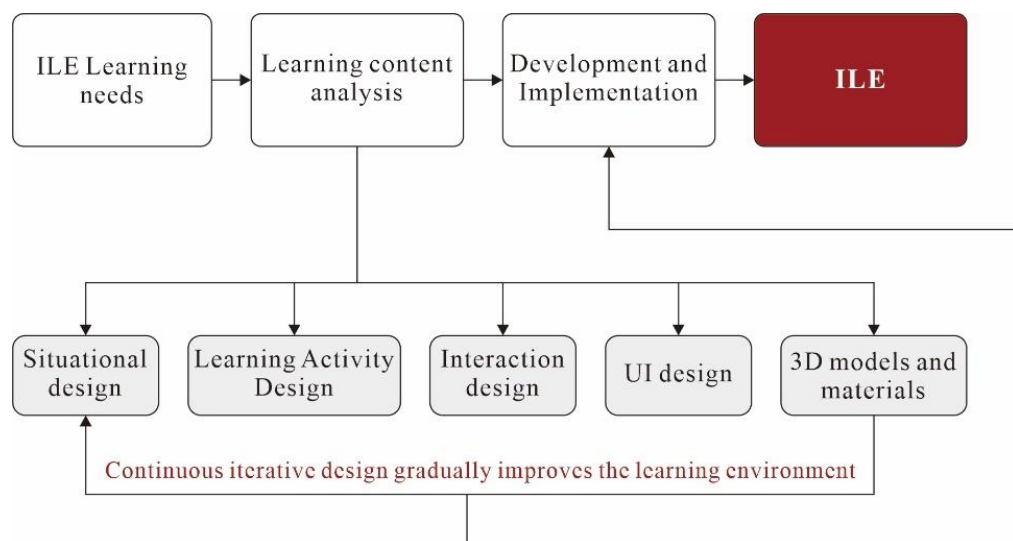 ILE Learning
needs
Learning content
analysis
Development and
Implementation
ILE
Situational
design
Learning Activity
Design
Interaction
design
UI design
3D models and
materials
Continuous iterative design gradually improves the learning environment